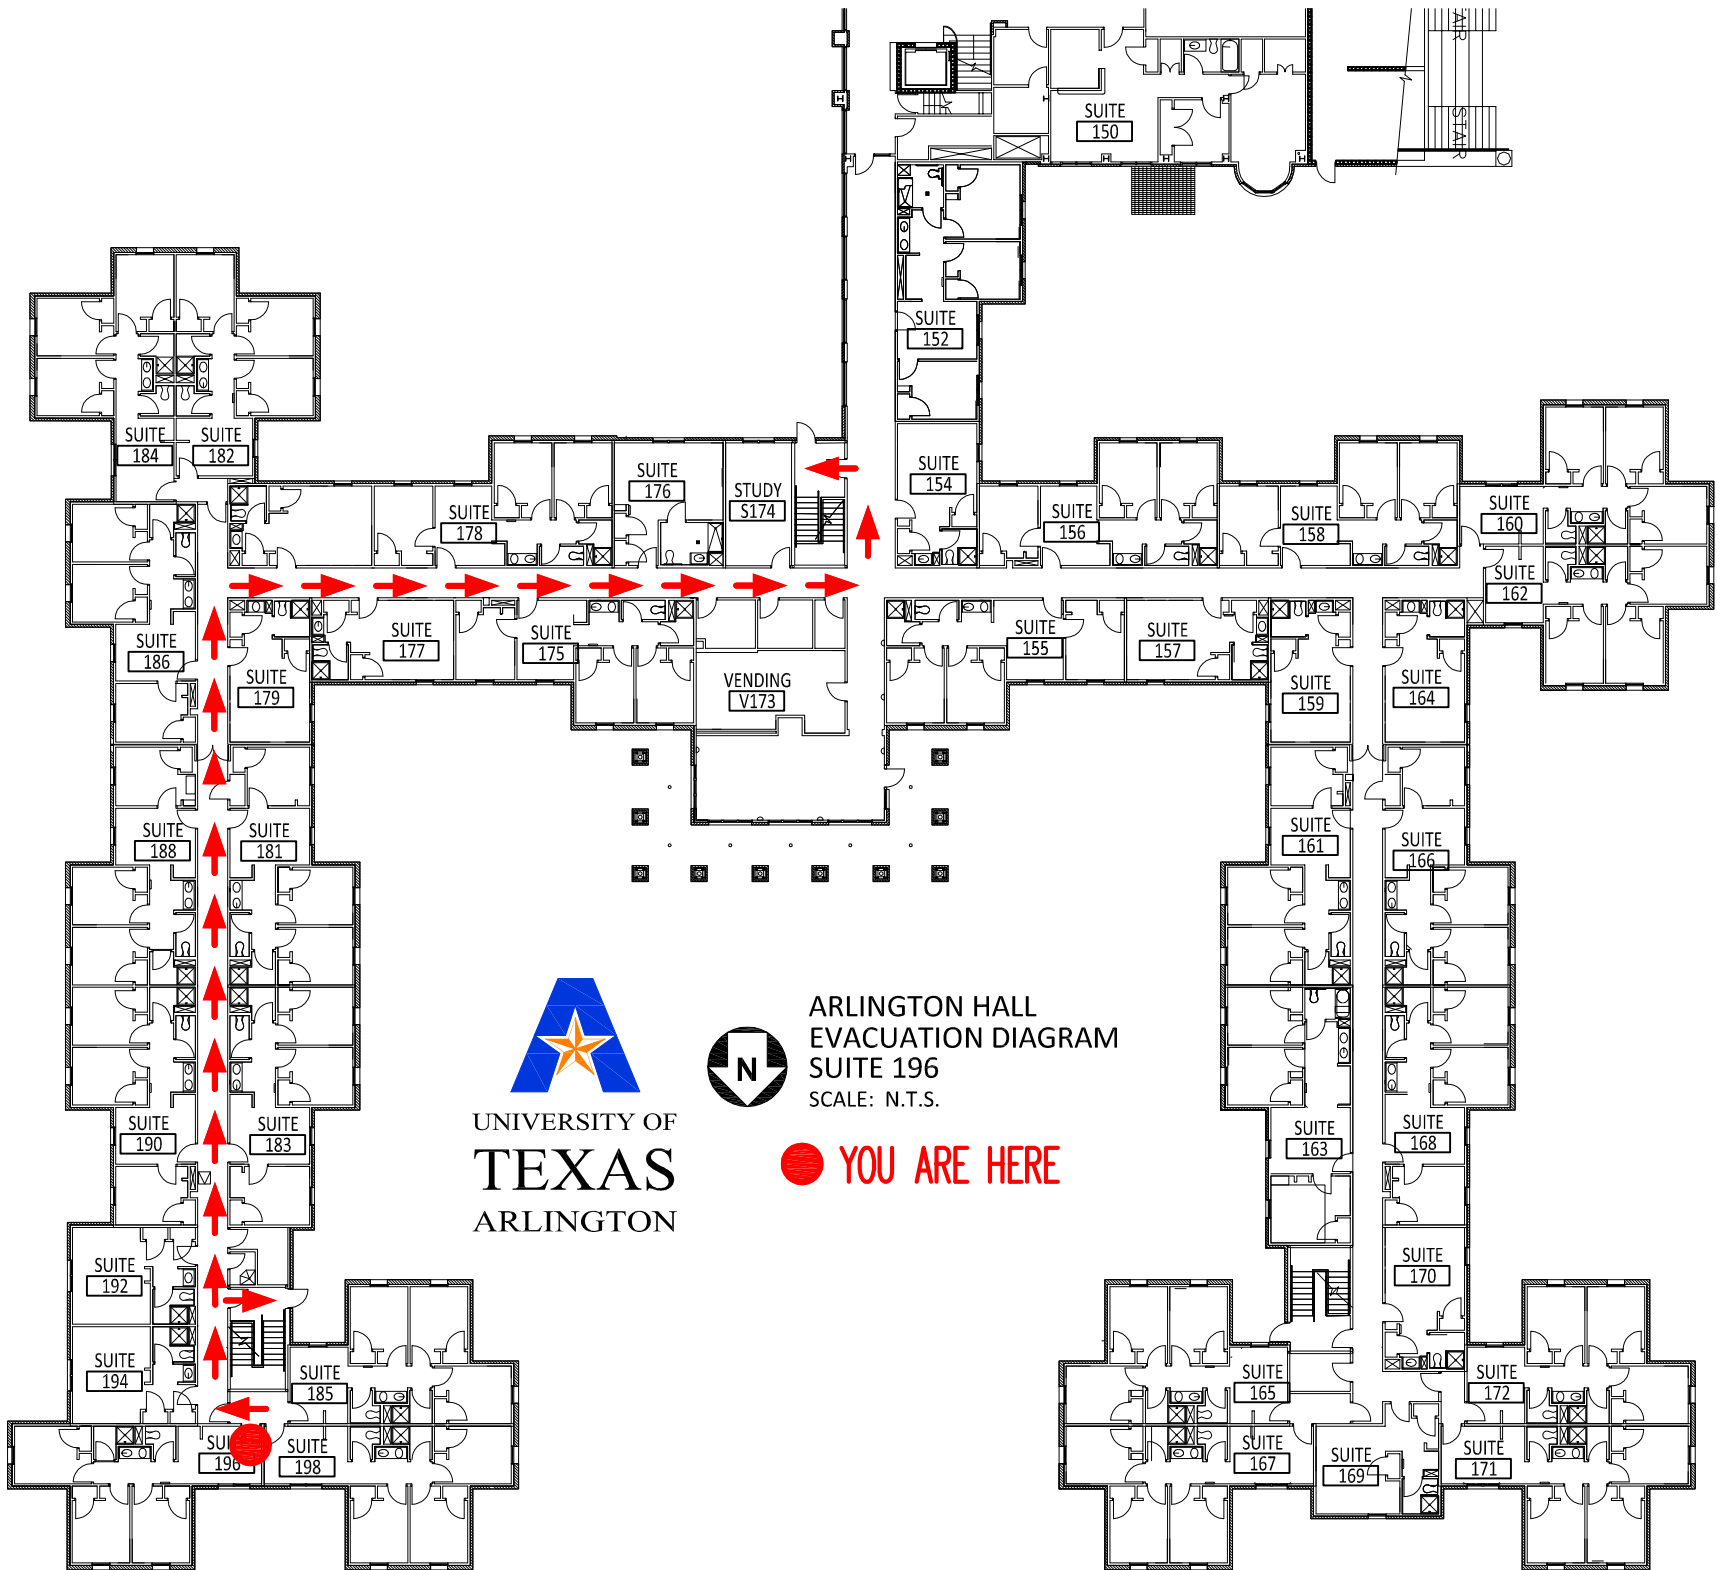 STAIR
STAIR
SUITE
150
SUITE
152
SUITE
184
SUITE
182
SUITE
176
STUDY
S174
SUITE
178
SUITE
154
SUITE
156
SUITE
158
SUITE
160
SUITE
162
SUITE
186
SUITE
179
SUITE
177
SUITE
175
VENDING
V173
SUITE
155
SUITE
157
SUITE
159
SUITE
164
SUITE
188
SUITE
181
SUITE
161
SUITE
166
SUITE
190
SUITE
183
SUITE
163
SUITE
168
ARLINGTON HALL
EVACUATION DIAGRAM
SUITE 196
SCALE: N.T.S.
N
YOU ARE HERE
UNIVERSITY OF
TEXAS
ARLINGTON
SUITE
192
SUITE
194
SUITE
185
SUITE
196
SUITE
198
SUITE
170
SUITE
165
SUITE
172
SUITE
167
SUITE
169
SUITE
171